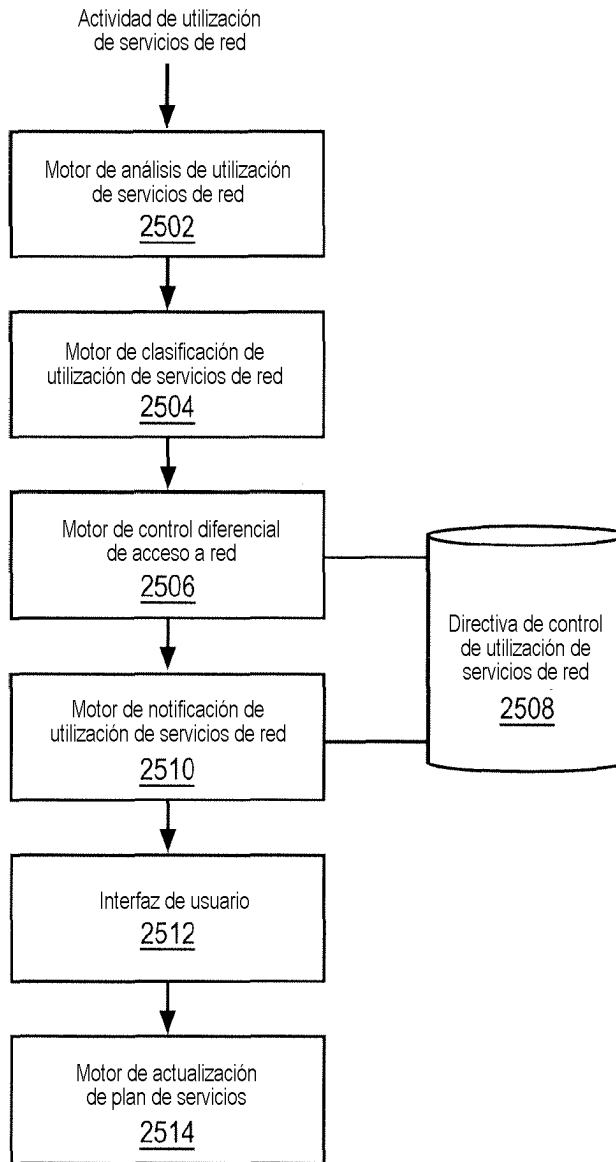 Actividad de utilización
de servicios de red
Motor de análisis de utilización
de servicios de red
2502
Motor de clasificación de
utilización de servicios de red
2504
Motor de control diferencial
de acceso a red
2506
Directiva de control
de utilización de
servicios de red
2508
Motor de notificación de
utilización de servicios de red
2510
Interfaz de usuario
2512
Motor de actualización
de plan de servicios
2514